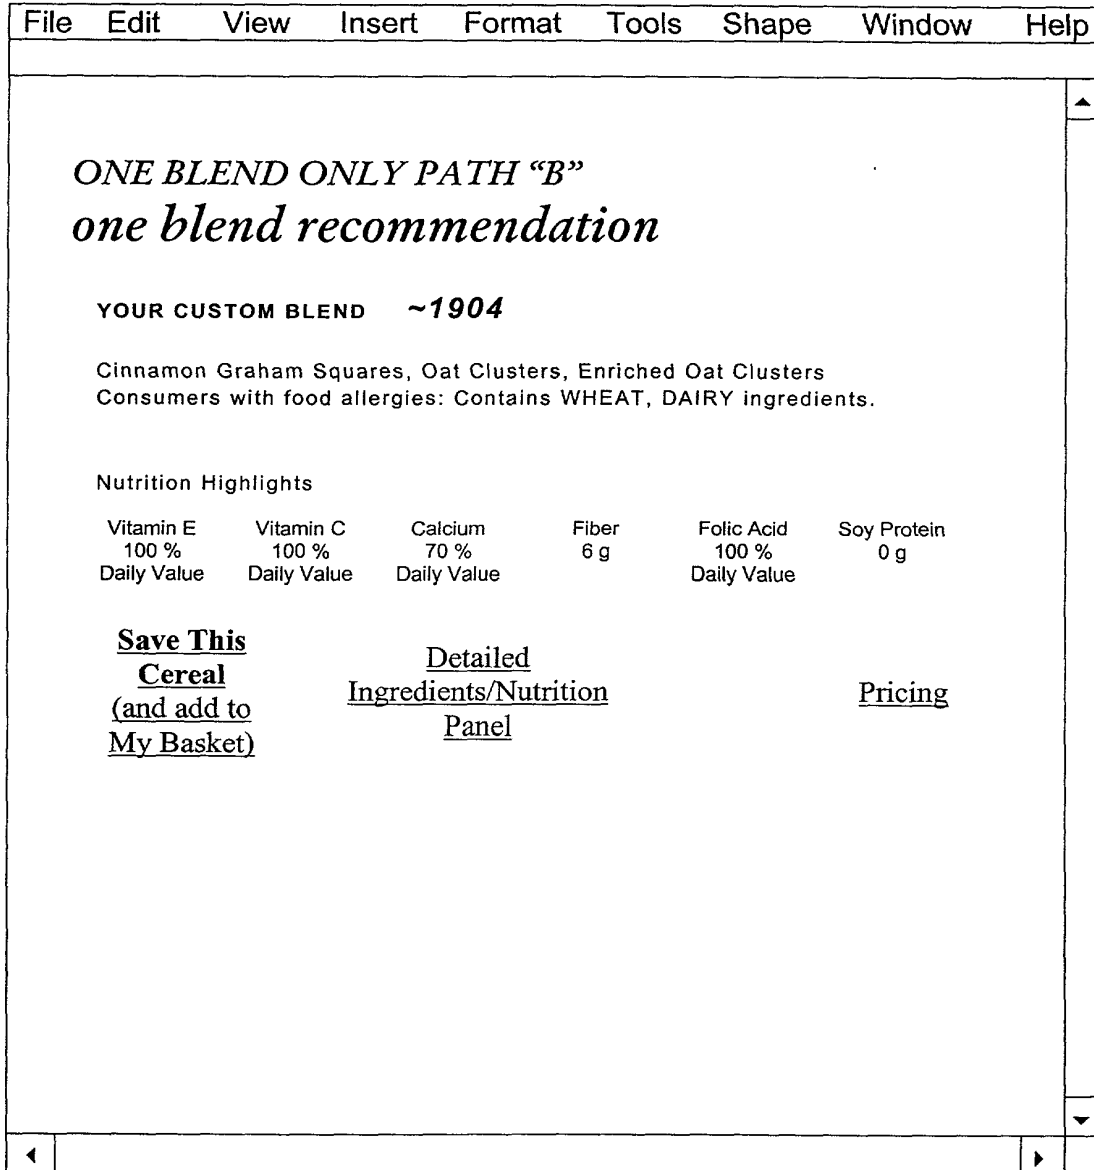 File Edit View Insert Format Tools Shape Window Help
ONE BLEND ONLY PATH “B”
one blend recommendation
YOUR CUSTOM BLEND ~1904
Cinnamon Graham Squares, Oat Clusters, Enriched Oat Clusters
Consumers with food allergies: Contains WHEAT, DAIRY ingredients.
Nutrition Highlights
Vitamin E Vitamin C Calcium Fiber Folic Acid Soy Protein
100 % 100 % 70 % 6 g 100 % 0 g
Daily Value Daily Value Daily Value Daily Value
Save This
Cereal
(and add to
My Basket)
Detailed
Ingredients/Nutrition
Panel
Pricing